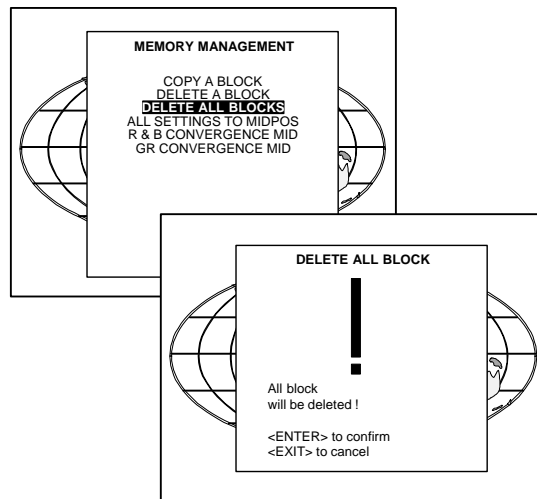 MEMORY MANAGEMENT
COPY A BLOCK
DELETE A BLOCK
DELETE ALL BLOCKS
ALL SETTINGS TO MIDPOS
R & B CONVERGENCE MID
GR CONVERGENCE MID
DELETE ALL BLOCK
!
All block
will be deleted !
<ENTER> to confirm
<EXIT> to cancel